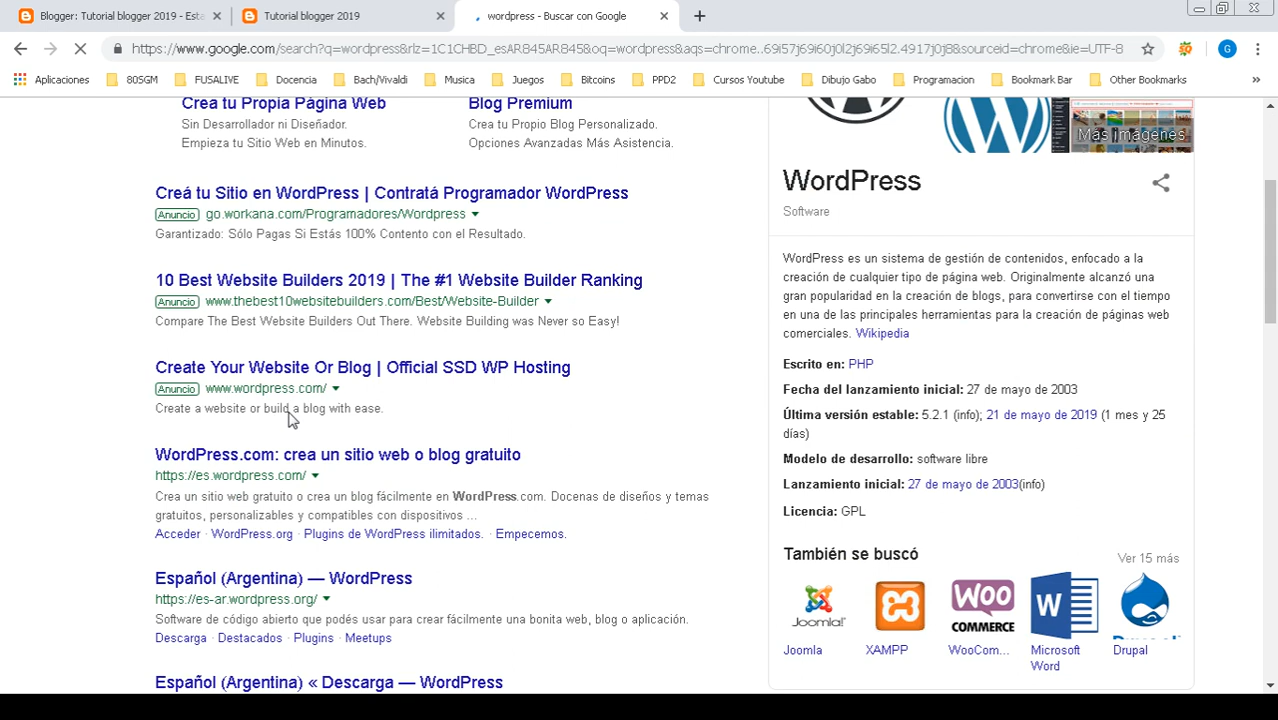 Blogger: Tutorial blogger 2019 - Est
Tutorial blogger 2019
wordpress - Buscar con Google
https://www.google.com/search?q=wordpress&rlz=1C1CHBD_esAR845AR845&oq=wordpress&aqs=chrome..69i57j69i60j0l2j69i65l2.4917j0j8&sourceid=chrome&ie=UTF-8
G
Aplicaciones
80SGM
FUSALIVE
Docencia
Bach/Vivaldi
Musica
Juegos
Bitcoins
PPD2
Cursos Youtube
Dibujo Gabo
Programacion
Bookmark Bar
Other Bookmarks
Crea tu Propia Página Web
Sin Desarrollador ni Diseñador.
Empieza tu Sitio Web en Minutos.
Blog Premium
Crea tu Propio Blog Personalizado.
Opciones Avanzadas Más Asistencia.
Creá tu Sitio en WordPress | Contratá Programador WordPress
Anuncio go.workana.com/Programadores/Wordpress
Garantizado: Sólo Pagas Si Estás 100% Contento con el Resultado.
10 Best Website Builders 2019 | The #1 Website Builder Ranking
Anuncio www.thebest10websitebuilders.com/Best/Website-Builder
Compare The Best Website Builders Out There. Website Building was Never so Easy!
Create Your Website Or Blog | Official SSD WP Hosting
Anuncio www.wordpress.com/
Create a website or build a blog with ease.
WordPress.com: crea un sitio web o blog gratuito
https://es.wordpress.com/
Crea un sitio web gratuito o crea un blog fácilmente en WordPress.com. Docenas de diseños y temas
gratuitos, personalizables y compatibles con dispositivos ...
Acceder · WordPress.org · Plugins de WordPress ilimitados. · Empecemos.
Español (Argentina) — WordPress
https://es-ar.wordpress.org/
Software de código abierto que podés usar para crear fácilmente una bonita web, blog o aplicación.
Descarga · Destacados · Plugins · Meetups
Español (Argentina) « Descarga — WordPress
Más imágenes
WordPress
Software
WordPress es un sistema de gestión de contenidos, enfocado a la
creación de cualquier tipo de página web. Originalmente alcanzó una
gran popularidad en la creación de blogs, para convertirse con el tiempo
en una de las principales herramientas para la creación de páginas web
comerciales. Wikipedia
Escrito en: PHP
Fecha del lanzamiento inicial: 27 de mayo de 2003
Última versión estable: 5.2.1 (info); 21 de mayo de 2019 (1 mes y 25
días)
Modelo de desarrollo: software libre
Lanzamiento inicial: 27 de mayo de 2003(info)
Licencia: GPL
También se buscó
Ver 15 más
Joomla!
WOO
COMMERCE
Joomla
XAMPP
WooCom...
Microsoft
Word
Drupal